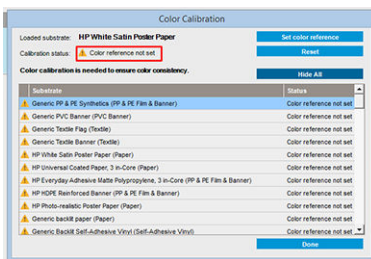 Color Calibration
Loaded substrate: HP White Satin Poster Paper
Set color reference
Calibration status: Color reference not set
Reset
Color calibration is needed to ensure color consistency.
Hide All
Substrate Status
Generic PP & PE Synthetics (PP & PE Film & Banner) Color reference not set
Generic PVC Banner (PVC Banner) Color reference not set
Generic Textile Flag (Textile) Color reference not set
Generic Textile Banner (Textile) Color reference not set
HP White Satin Poster Paper (Paper) Color reference not set
HP Universal Coated Paper, 3 in-Core (Paper) Color reference not set
HP Everyday Adhesive Matte Polypropylene, 3 in-Core (PP & PE Film & Banner) Color reference not set
HP HDPE Reinforced Banner (PP & PE Film & Banner) Color reference not set
HP Photo-realistic Poster Paper (Paper) Color reference not set
Generic backlit paper (Paper) Color reference not set
Generic Backlit Self-Adhesive Vinyl (Self-Adhesive Vinyl) Color reference not set
Done